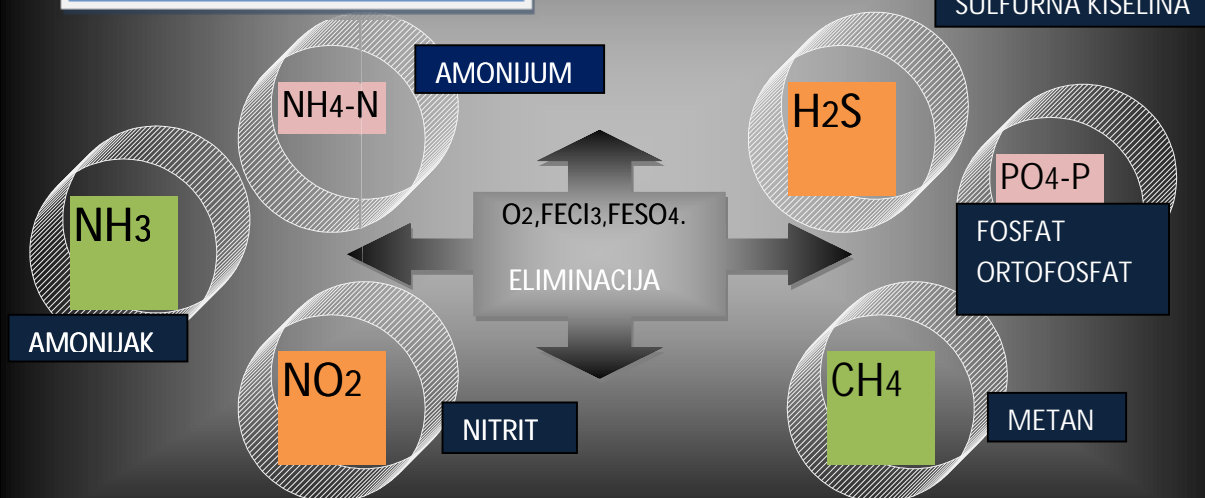 SULFURNA KISELINA
AMONIJUM
NH4-N
H2S
PO4-P
NH3
O2,FECI3,FESO4.
ELIMINACIJA
FOSFAT
ORTOFOSFAT
AMONIJAK
NO2
CH4
NITRIT
METAN